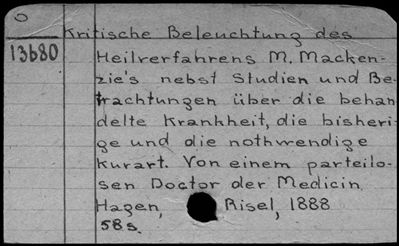 Kritische Beleuchtung des
13680
Heilverfahrens M. Macken-
zie's nebst Studien und Be-
trachtungen über die behan
delte Krankheit, die bisheri-
ge und die nothwendige
Kurart. Von einem parteilo-
sen Doctor der Medicin
Hagen, Risel, 1888
58s.